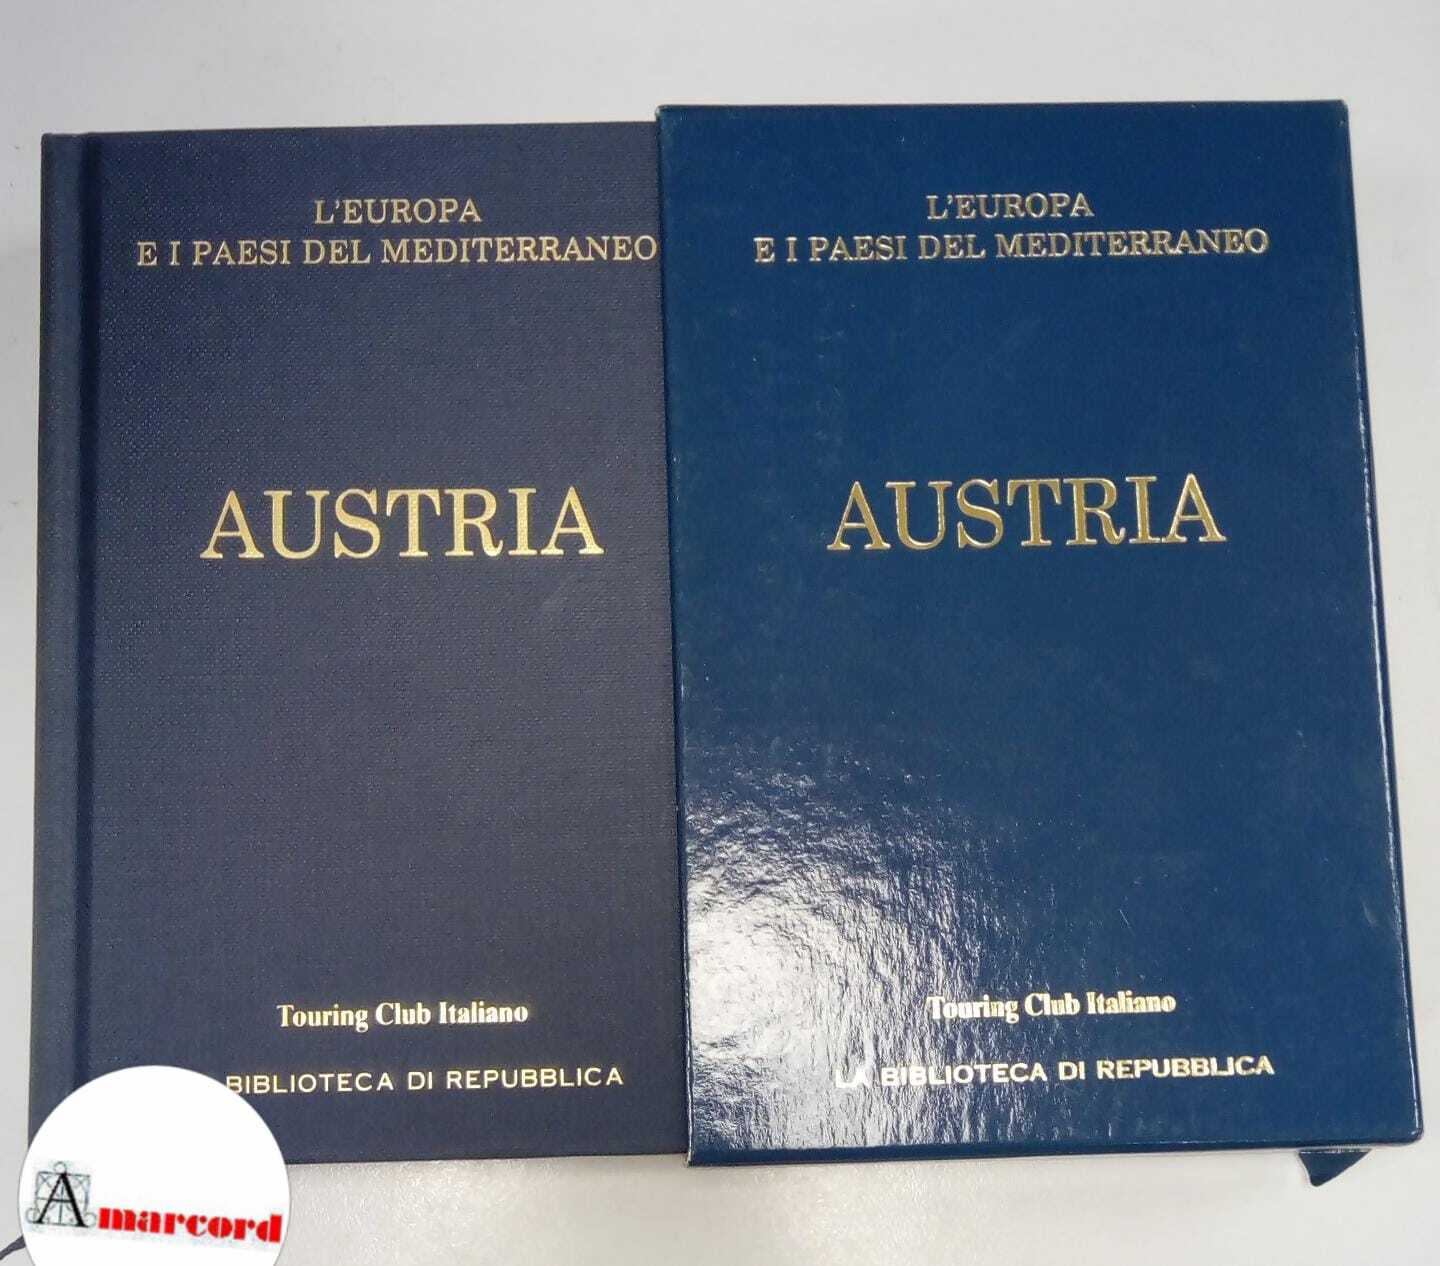 L'EUROPA
E I PAESI DEL MEDITERRANEO
AUSTRIA
Touring Club Italiano
BIBLIOTECA DI REPUBBLICA
L'EUROPA
E I PAESI DEL MEDITERRANEO
AUSTRIA
Touring Club Italiano
LA BIBLIOTECA DI REPUBBLICA
Amarcord